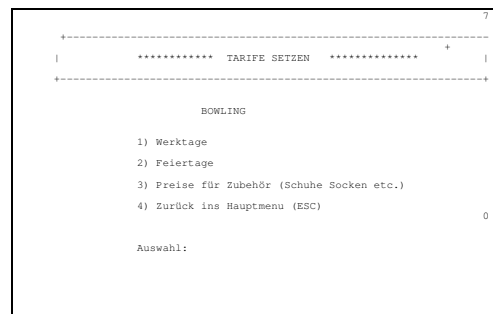 7
+----------------------------------------------------------------
+
| ************ TARIFE SETZEN ************** |
+----------------------------------------------------------------+
BOWLING
1) Werktage
2) Feiertage
3) Preise für Zubehör (Schuhe Socken etc.)
4) Zurück ins Hauptmenu (ESC)
0
Auswahl: